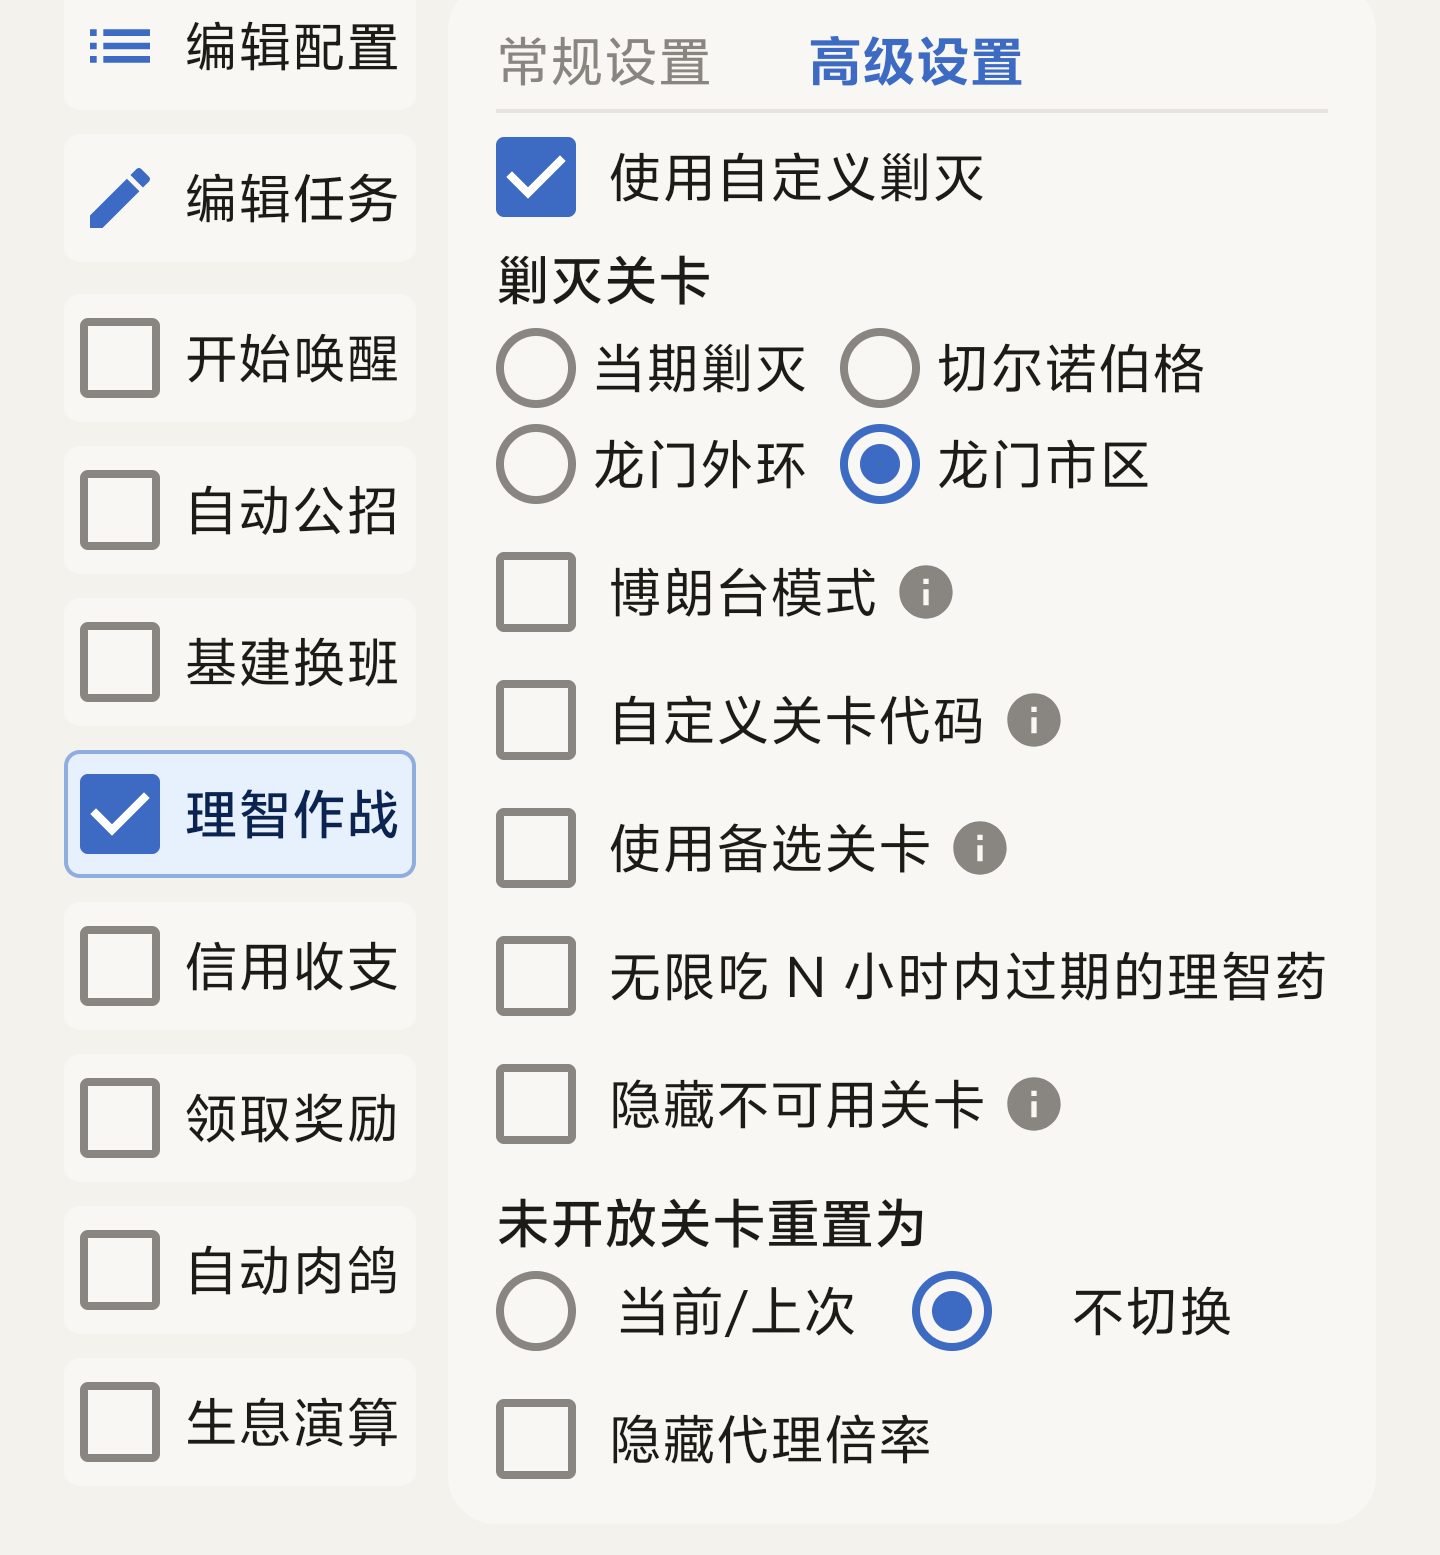 编辑配置
编辑任务
开始唤醒
自动公招
基建换班
理智作战
信用收支
领取奖励
自动肉鸽
生息演算
常规设置 高级设置
使用自定义剿灭
剿灭关卡
当期剿灭 切尔诺伯格
龙门外环 龙门市区
博朗台模式
自定义关卡代码
使用备选关卡
无限吃 N 小时内过期的理智药
隐藏不可用关卡
未开放关卡重置为
当前/上次 不切换
隐藏代理倍率